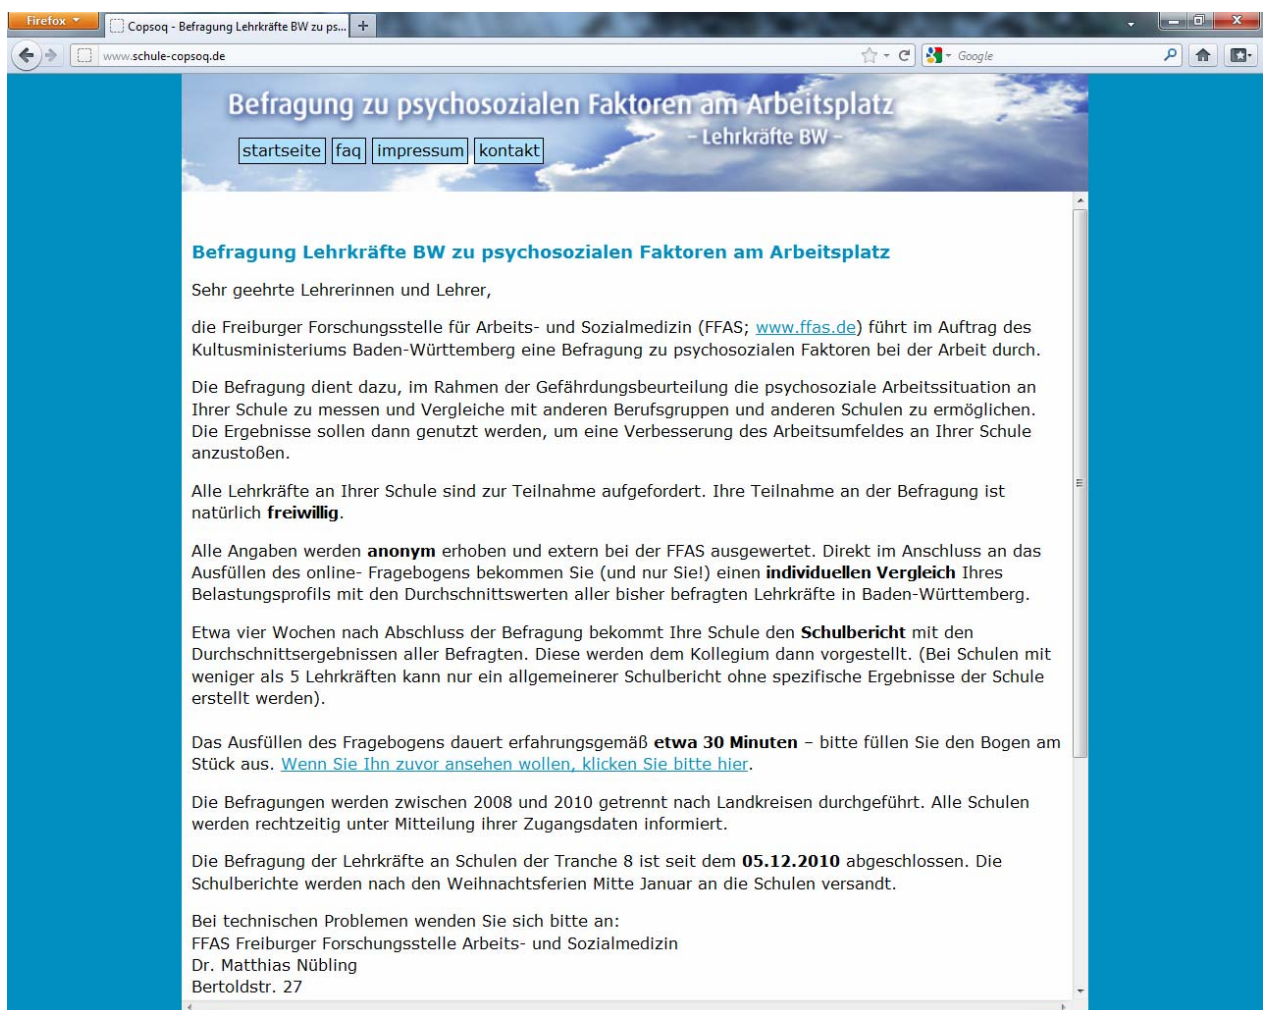 Firefox
Copsoq - Befragung Lehrkräfte BW zu ps...
www.schule-copsoq.de
Google
Befragung zu psychosozialen Faktoren am Arbeitsplatz
– Lehrkräfte BW –
startseite faq impressum kontakt
Befragung Lehrkräfte BW zu psychosozialen Faktoren am Arbeitsplatz
Sehr geehrte Lehrerinnen und Lehrer,
die Freiburger Forschungsstelle für Arbeits- und Sozialmedizin (FFAS; www.ffas.de) führt im Auftrag des
Kultusministeriums Baden-Württemberg eine Befragung zu psychosozialen Faktoren bei der Arbeit durch.
Die Befragung dient dazu, im Rahmen der Gefährdungsbeurteilung die psychosoziale Arbeitssituation an
Ihrer Schule zu messen und Vergleiche mit anderen Berufsgruppen und anderen Schulen zu ermöglichen.
Die Ergebnisse sollen dann genutzt werden, um eine Verbesserung des Arbeitsumfeldes an Ihrer Schule
anzustoßen.
Alle Lehrkräfte an Ihrer Schule sind zur Teilnahme aufgefordert. Ihre Teilnahme an der Befragung ist
natürlich freiwillig.
Alle Angaben werden anonym erhoben und extern bei der FFAS ausgewertet. Direkt im Anschluss an das
Ausfüllen des online- Fragebogens bekommen Sie (und nur Sie!) einen individuellen Vergleich Ihres
Belastungsprofils mit den Durchschnittswerten aller bisher befragten Lehrkräfte in Baden-Württemberg.
Etwa vier Wochen nach Abschluss der Befragung bekommt Ihre Schule den Schulbericht mit den
Durchschnittsergebnissen aller Befragten. Diese werden dem Kollegium dann vorgestellt. (Bei Schulen mit
weniger als 5 Lehrkräften kann nur ein allgemeinerer Schulbericht ohne spezifische Ergebnisse der Schule
erstellt werden).
Das Ausfüllen des Fragebogens dauert erfahrungsgemäß etwa 30 Minuten – bitte füllen Sie den Bogen am
Stück aus. Wenn Sie Ihn zuvor ansehen wollen, klicken Sie bitte hier.
Die Befragungen werden zwischen 2008 und 2010 getrennt nach Landkreisen durchgeführt. Alle Schulen
werden rechtzeitig unter Mitteilung ihrer Zugangsdaten informiert.
Die Befragung der Lehrkräfte an Schulen der Tranche 8 ist seit dem 05.12.2010 abgeschlossen. Die
Schulberichte werden nach den Weihnachtsferien Mitte Januar an die Schulen versandt.
Bei technischen Problemen wenden Sie sich bitte an:
FFAS Freiburger Forschungsstelle Arbeits- und Sozialmedizin
Dr. Matthias Nübling
Bertoldstr. 27